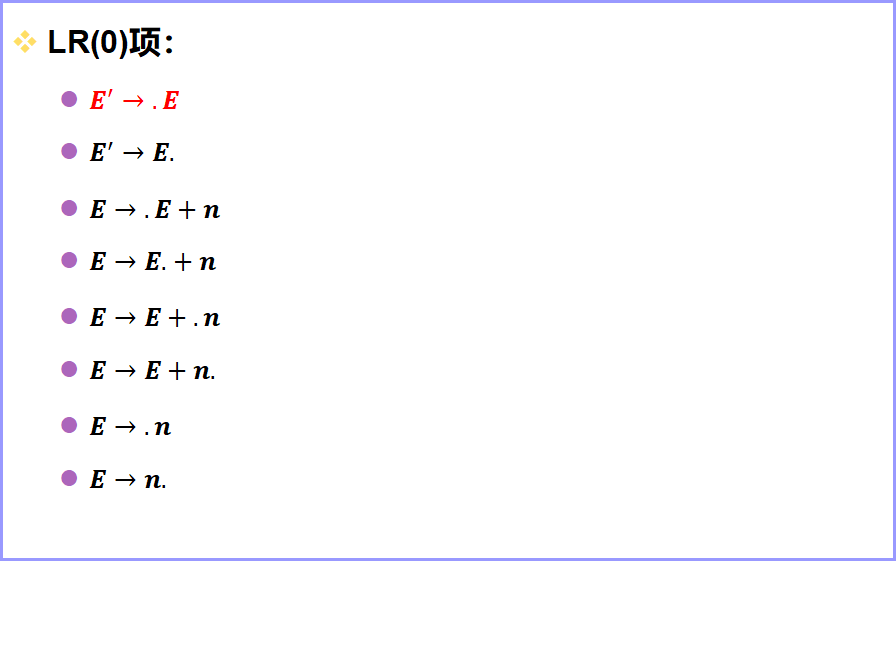 LR(0)项：
E′ → . E
E′ → E.
E → . E + n
E → E. + n
E → E + . n
E → E + n.
E → . n
E → n.